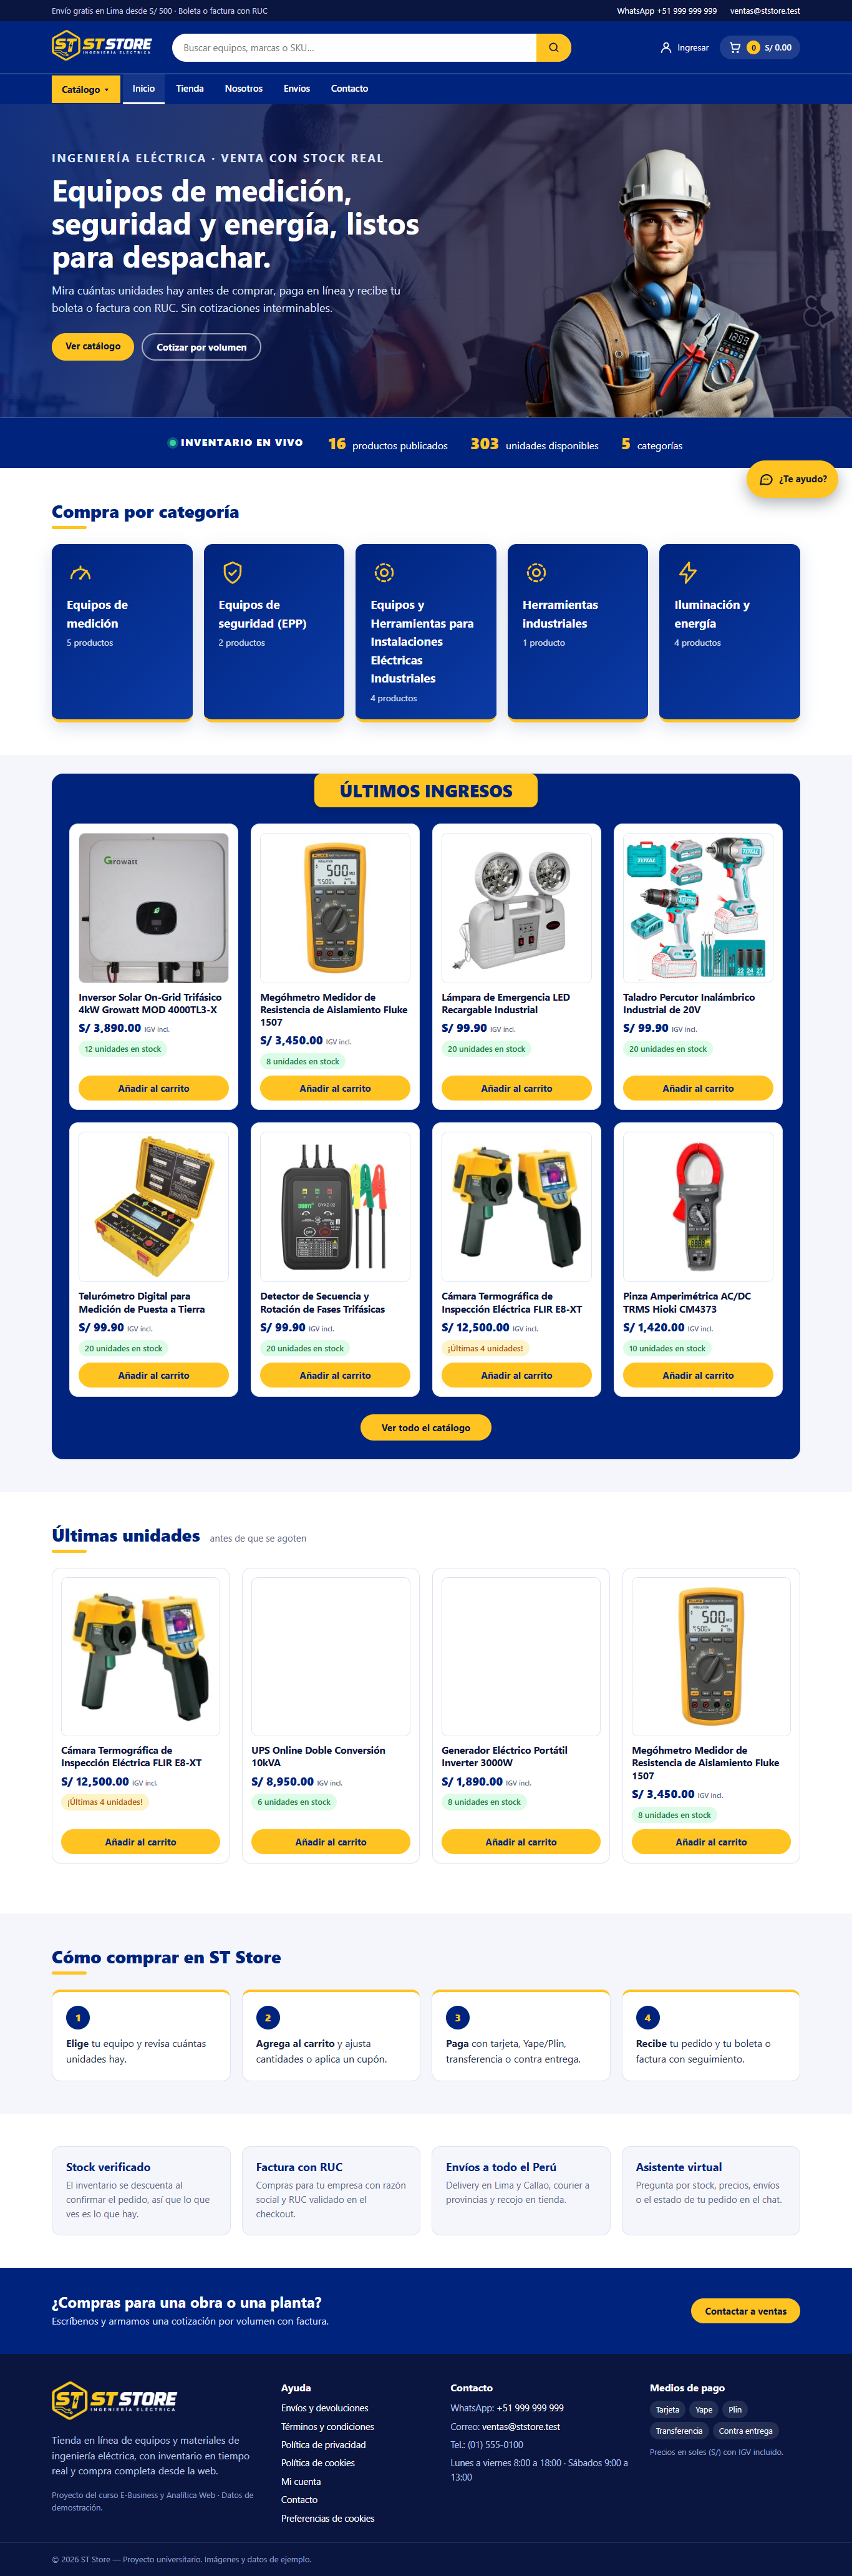 Envío gratis en Lima desde S/ 500 · Boleta o factura con RUC
WhatsApp +51 999 999 999
ventas@ststore.test
ST STORE
INGENIERÍA ELÉCTRICA
Buscar equipos, marcas o SKU...
Ingresar
0
S/ 0.00
Catálogo
Inicio
Tienda
Nosotros
Envíos
Contacto
INGENIERÍA ELÉCTRICA · VENTA CON STOCK REAL
Equipos de medición,
seguridad y energía, listos
para despachar.
Mira cuántas unidades hay antes de comprar, paga en línea y recibe tu
boleta o factura con RUC. Sin cotizaciones interminables.
Ver catálogo
Cotizar por volumen
INVENTARIO EN VIVO
16 productos publicados
303 unidades disponibles
5 categorías
¿Te ayudo?
Compra por categoría
Equipos de
medición
5 productos
Equipos de
seguridad (EPP)
2 productos
Equipos y
Herramientas para
Instalaciones
Eléctricas
Industriales
4 productos
Herramientas
industriales
1 producto
Iluminación y
energía
4 productos
ÚLTIMOS INGRESOS
Growatt
Inversor Solar On-Grid Trifásico
4kW Growatt MOD 4000TL3-X
S/ 3,890.00 IGV incl.
12 unidades en stock
Añadir al carrito
FLUKE
500
Megóhmetro Medidor de
Resistencia de Aislamiento Fluke
1507
S/ 3,450.00 IGV incl.
8 unidades en stock
Añadir al carrito
Lámpara de Emergencia LED
Recargable Industrial
S/ 99.90 IGV incl.
20 unidades en stock
Añadir al carrito
TOTAL
22 24 27
Taladro Percutor Inalámbrico
Industrial de 20V
S/ 99.90 IGV incl.
20 unidades en stock
Añadir al carrito
Telurómetro Digital para
Medición de Puesta a Tierra
S/ 99.90 IGV incl.
20 unidades en stock
Añadir al carrito
Detector de Secuencia y
Rotación de Fases Trifásicas
S/ 99.90 IGV incl.
20 unidades en stock
Añadir al carrito
Cámara Termográfica de
Inspección Eléctrica FLIR E8-XT
S/ 12,500.00 IGV incl.
¡Últimas 4 unidades!
Añadir al carrito
Pinza Amperimétrica AC/DC
TRMS Hioki CM4373
S/ 1,420.00 IGV incl.
10 unidades en stock
Añadir al carrito
Ver todo el catálogo
Últimas unidades
antes de que se agoten
Cámara Termográfica de
Inspección Eléctrica FLIR E8-XT
S/ 12,500.00 IGV incl.
¡Últimas 4 unidades!
Añadir al carrito
UPS Online Doble Conversión
10kVA
S/ 8,950.00 IGV incl.
6 unidades en stock
Añadir al carrito
Generador Eléctrico Portátil
Inverter 3000W
S/ 1,890.00 IGV incl.
8 unidades en stock
Añadir al carrito
FLUKE
500
Megóhmetro Medidor de
Resistencia de Aislamiento Fluke
1507
S/ 3,450.00 IGV incl.
8 unidades en stock
Añadir al carrito
Cómo comprar en ST Store
1
Elige tu equipo y revisa cuántas
unidades hay.
2
Agrega al carrito y ajusta
cantidades o aplica un cupón.
3
Paga con tarjeta, Yape/Plin,
transferencia o contra entrega.
4
Recibe tu pedido y tu boleta o
factura con seguimiento.
Stock verificado
El inventario se descuenta al
confirmar el pedido, así que lo que
ves es lo que hay.
Factura con RUC
Compras para tu empresa con razón
social y RUC validado en el
checkout.
Envíos a todo el Perú
Delivery en Lima y Callao, courier a
provincias y recojo en tienda.
Asistente virtual
Pregunta por stock, precios, envíos
o el estado de tu pedido en el chat.
¿Compras para una obra o una planta?
Escríbenos y armamos una cotización por volumen con factura.
Contactar a ventas
ST STORE
INGENIERÍA ELÉCTRICA
Tienda en línea de equipos y materiales de
ingeniería eléctrica, con inventario en tiempo
real y compra completa desde la web.
Proyecto del curso E-Business y Analítica Web · Datos de
demostración.
Ayuda
Envíos y devoluciones
Términos y condiciones
Política de privacidad
Política de cookies
Mi cuenta
Contacto
Preferencias de cookies
Contacto
WhatsApp: +51 999 999 999
Correo: ventas@ststore.test
Tel.: (01) 555-0100
Lunes a viernes 8:00 a 18:00 · Sábados 9:00 a
13:00
Medios de pago
Tarjeta
Yape
Plin
Transferencia
Contra entrega
Precios en soles (S/) con IGV incluido.
© 2026 ST Store — Proyecto universitario. Imágenes y datos de ejemplo.